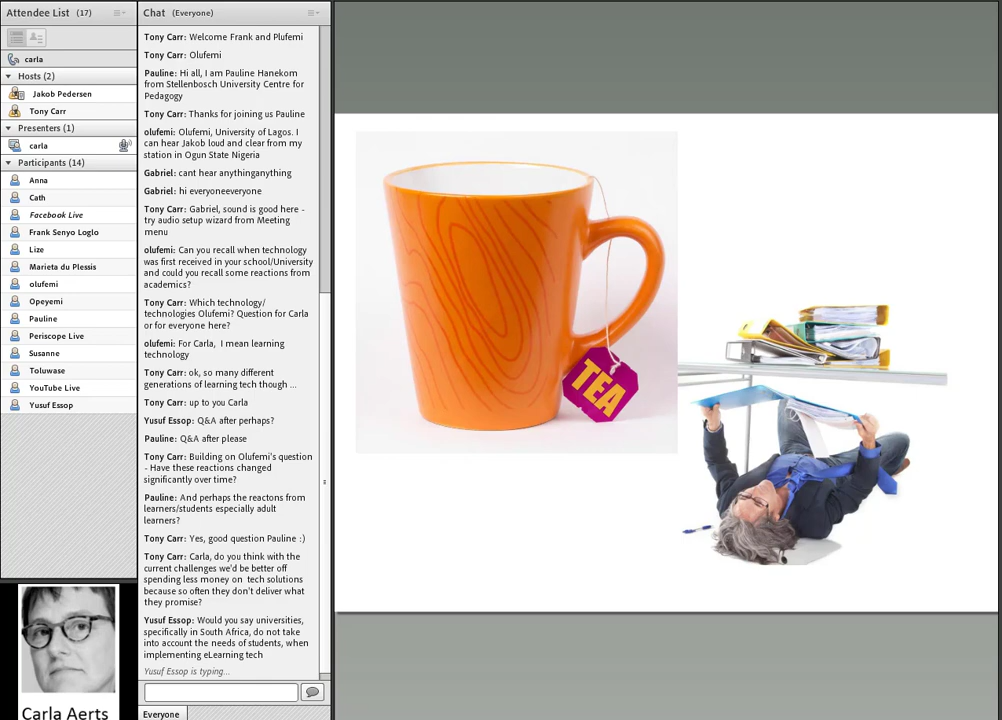 Attendee List (17)
carla
Hosts (2)
Jakob Pedersen
Tony Carr
Presenters (1)
carla
Participants (14)
Anna
Cath
Facebook Live
Frank Senyo Loglo
Lize
Marieta du Plessis
olufemi
Opeyemi
Pauline
Periscope Live
Susanne
Toluwase
YouTube Live
Yusuf Essop
Carla Aerts
Chat (Everyone)
Tony Carr: Welcome Frank and Plufemi
Tony Carr: Olufemi
Pauline: Hi all, I am Pauline Hanekom
from Stellenbosch University Centre for
Pedagogy
Tony Carr: Thanks for joining us Pauline
olufemi: Olufemi, University of Lagos. I
can hear Jakob loud and clear from my
station in Ogun State Nigeria
Gabriel: cant hear anythinganything
Gabriel: hi everyoneeveryone
Tony Carr: Gabriel, sound is good here -
try audio setup wizard from Meeting
menu
olufemi: Can you recall when technology
was first received in your school/University
and could you recall some reactions from
academics?
Tony Carr: Which technology/
technologies Olufemi? Question for Carla
or for everyone here?
olufemi: For Carla, I mean learning
technology
Tony Carr: ok, so many different
generations of learning tech though ...
Tony Carr: up to you Carla
Yusuf Essop: Q&A after perhaps?
Pauline: Q&A after please
Tony Carr: Building on Olufemi's question
- Have these reactions changed
significantly over time?
Pauline: And perhaps the reactons from
learners/students especially adult
learners?
Tony Carr: Yes, good question Pauline :)
Tony Carr: Carla, do you think with the
current challenges we'd be better off
spending less money on tech solutions
because so often they don't deliver what
they promise?
Yusuf Essop: Would you say universities,
specifically in South Africa, do not take
into account the needs of students, when
implementing eLearning tech
Yusuf Essop is typing...
Everyone
TEA